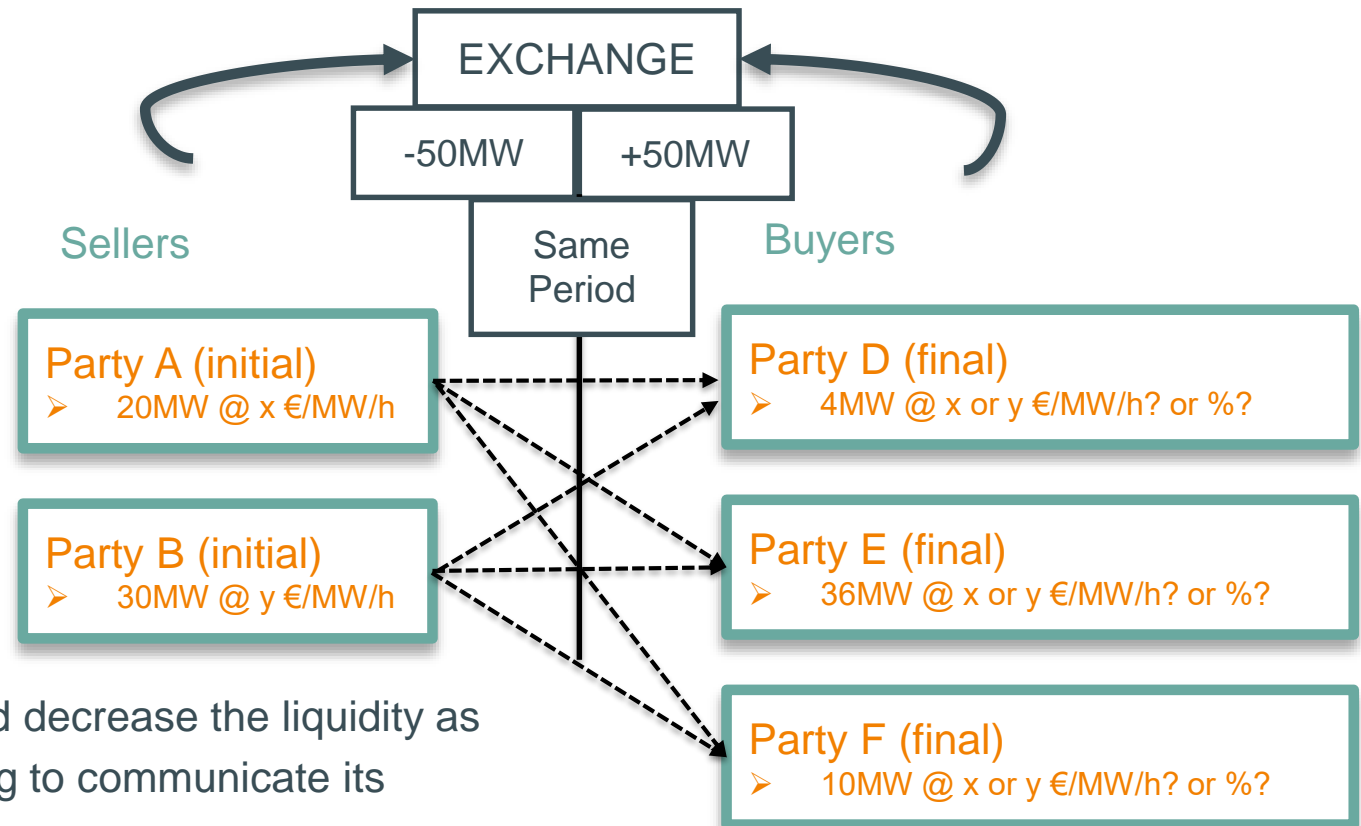 EXCHANGE
-50MW
+50MW
Same
Period
Sellers
Buyers
Party A (initial)
➢ 20MW @ x €/MW/h
Party B (initial)
➢ 30MW @ y €/MW/h
Party D (final)
➢ 4MW @ x or y €/MW/h? or %?
Party E (final)
➢ 36MW @ x or y €/MW/h? or %?
Party F (final)
➢ 10MW @ x or y €/MW/h? or %?
decrease the liquidity as
to communicate its